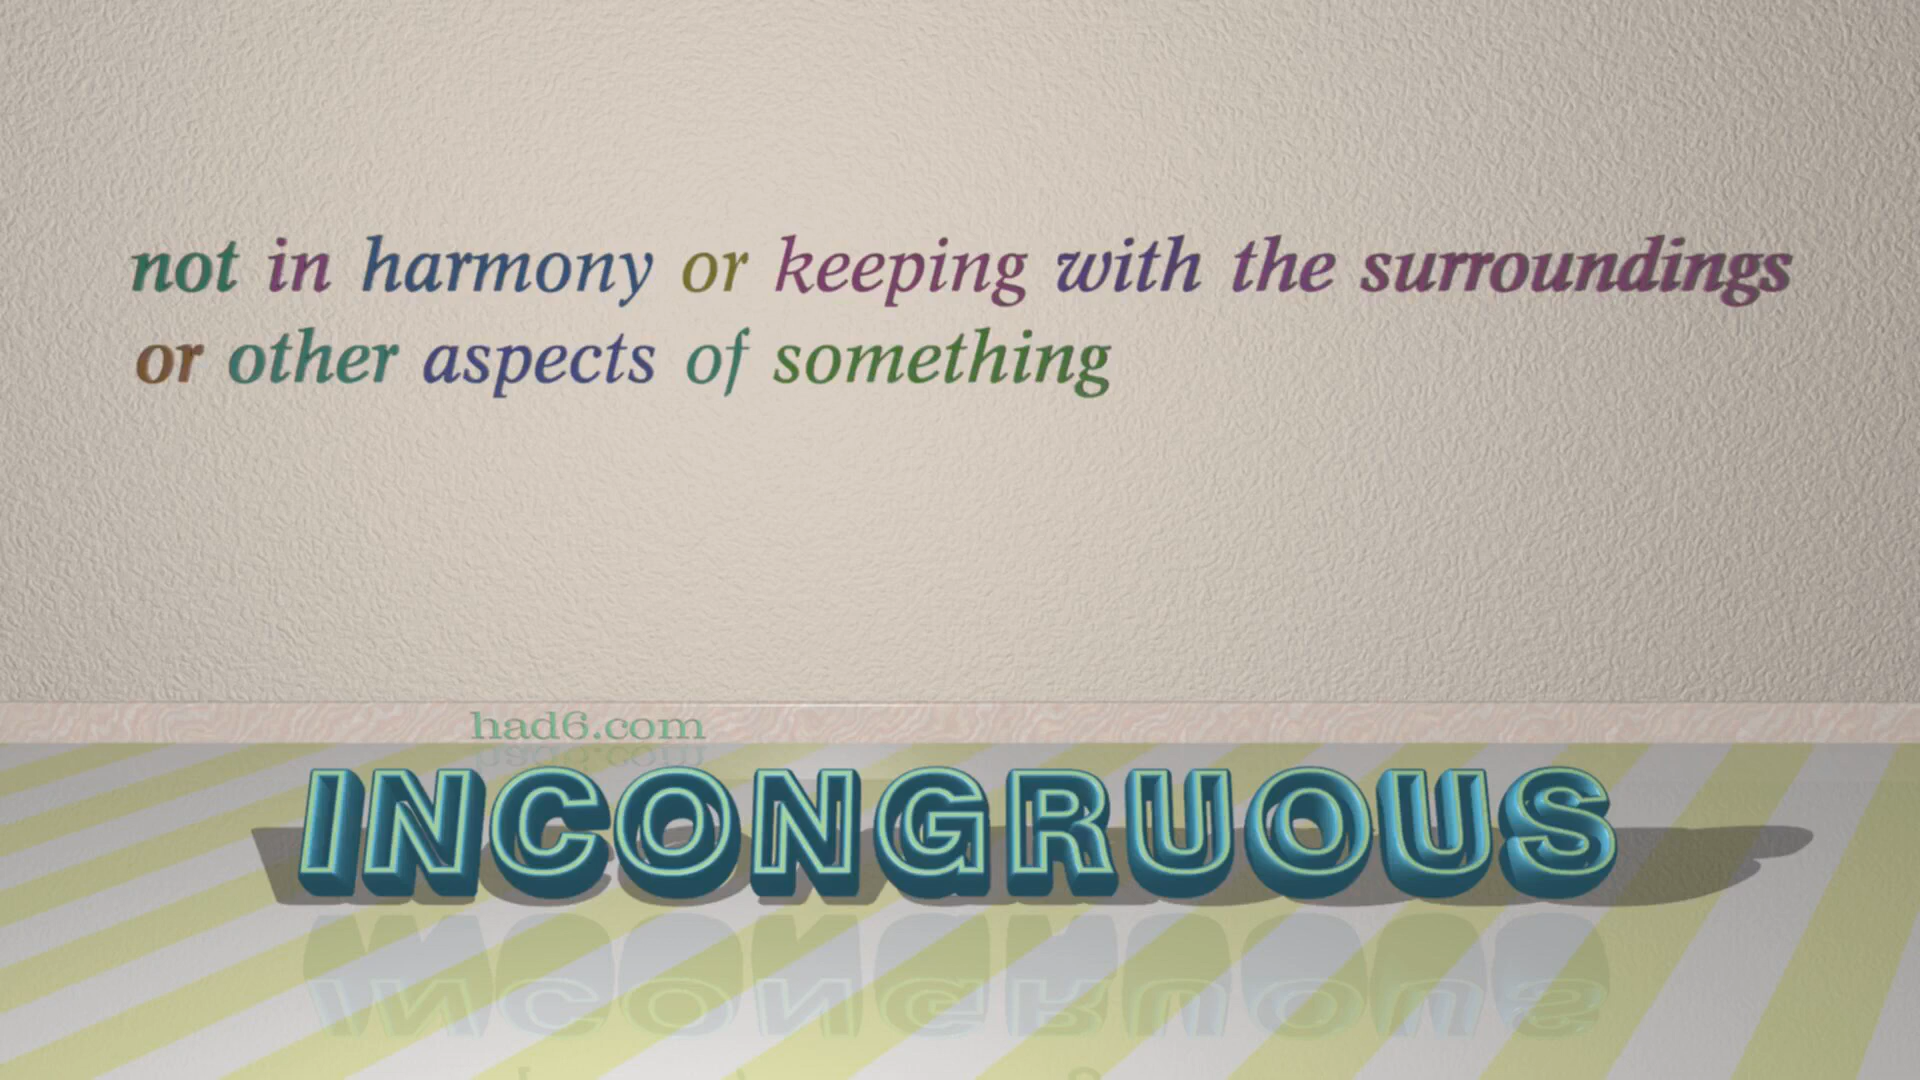 not in harmony or keeping with the surroundings
or other aspects of something
had6.com
INCONGRUOUS